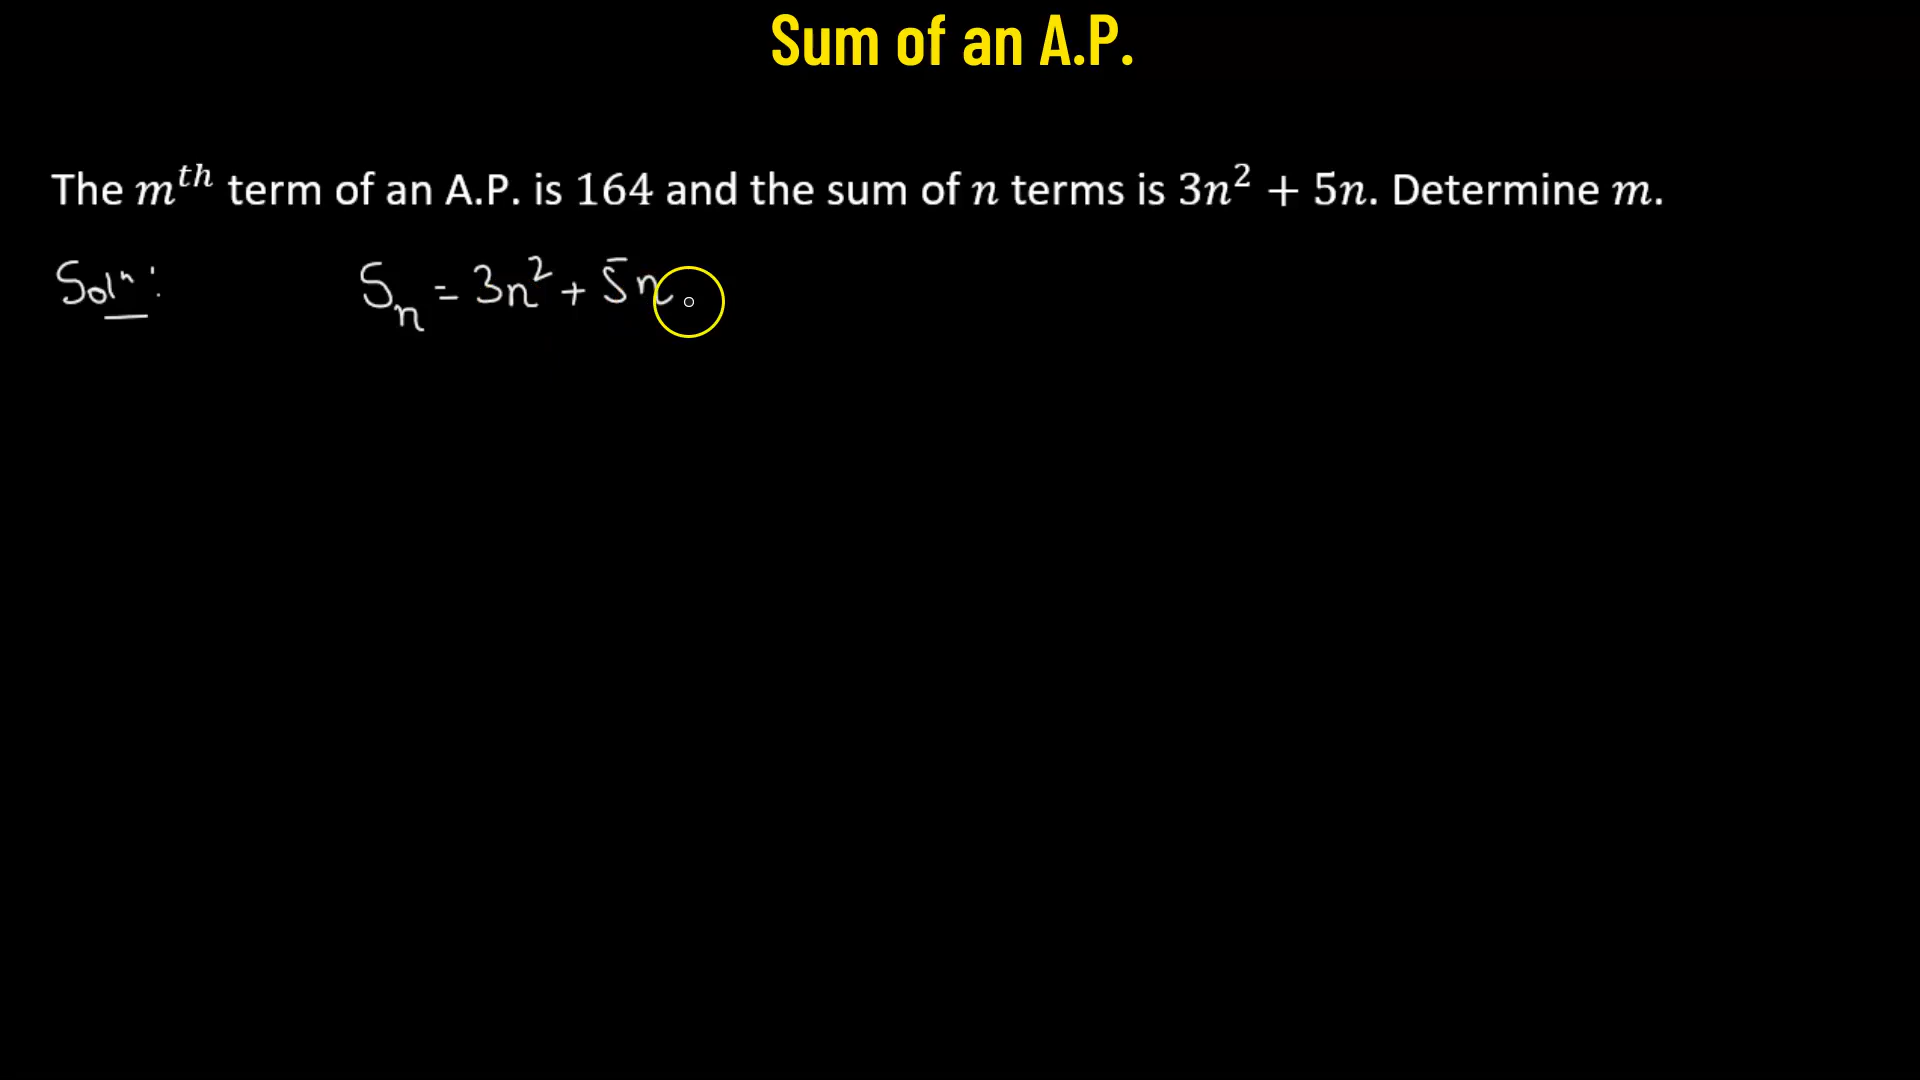 Sum of an A.P.
The mᵗʰ term of an A.P. is 164 and the sum of n terms is 3n² + 5n. Determine m.
Solⁿ: Sₙ = 3n² + 5n